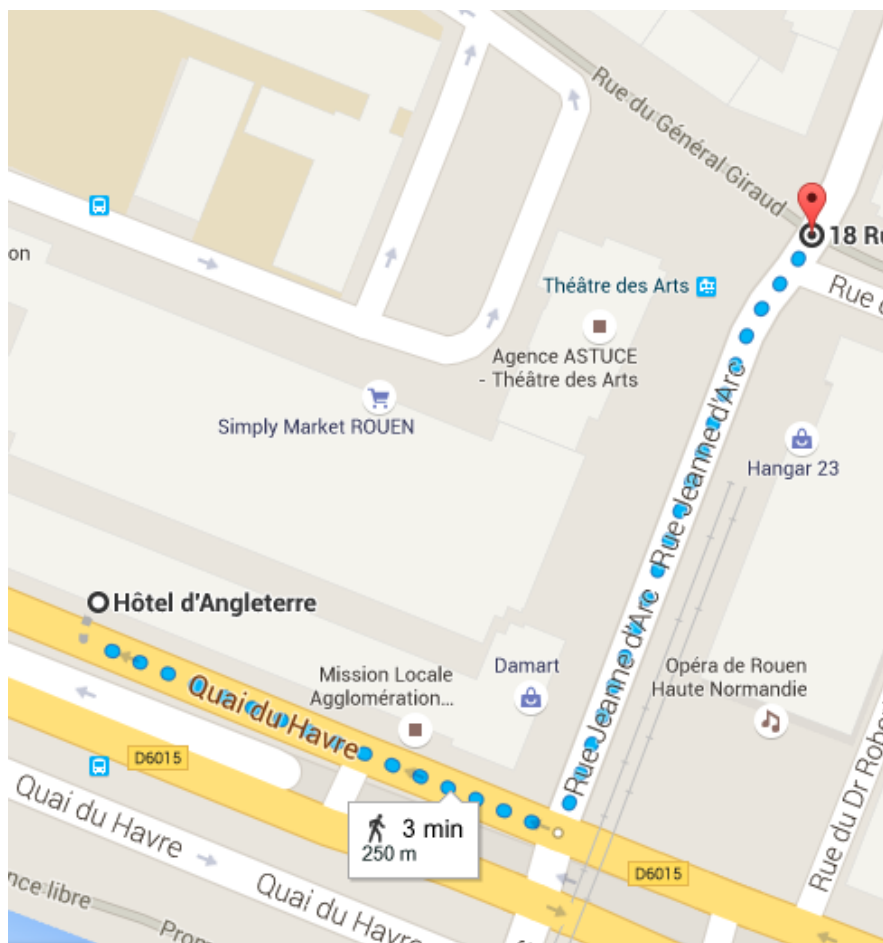 Rue du Général Giraud
18 Ru
on
Théâtre des Arts
Rue
Agence ASTUCE
- Théâtre des Arts
Rue Jeanne d'Arc
Simply Market ROUEN
Hangar 23
Hôtel d'Angleterre
Rue Jeanne d'Arc
Mission Locale
Agglomération...
Damart
Opéra de Rouen
Haute Normandie
Quai du Havre
D6015
Rue du Dr Rob
Quai du Havre
3 min
250 m
D6015
Quai du Havre
nce libre
Pro